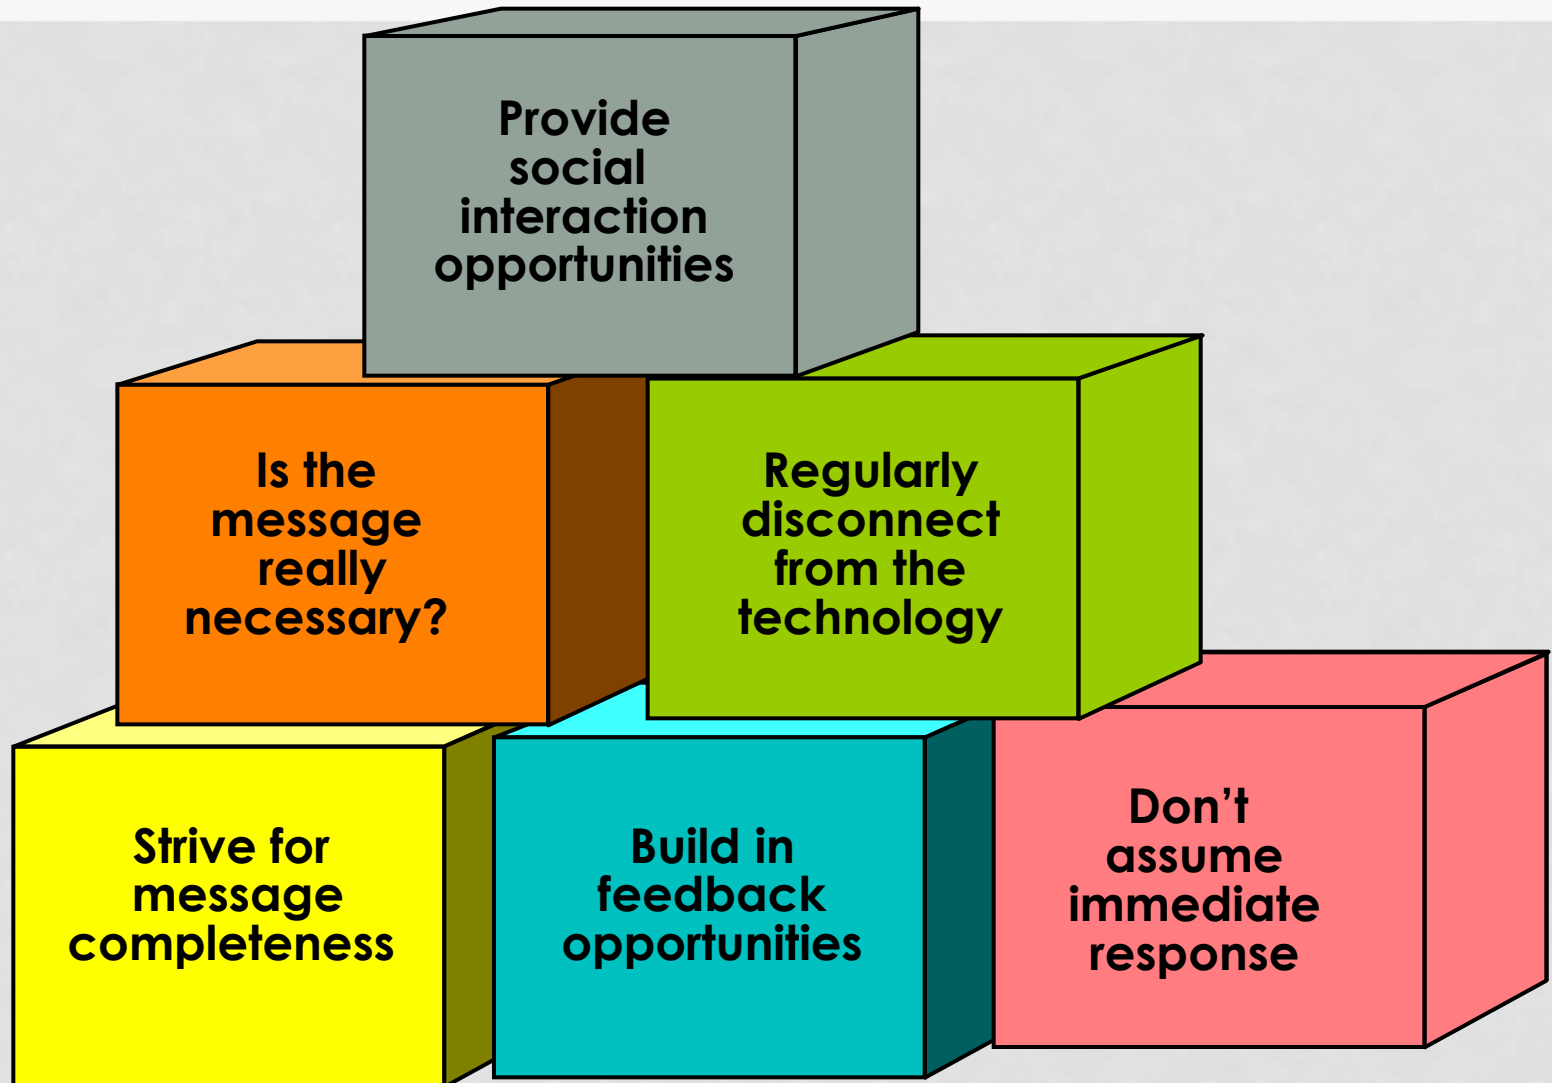 Provide
social
interaction
opportunities
Is the
message
really
necessary?
Regularly
disconnect
from the
technology
Strive for
message
completeness
Build in
feedback
opportunities
Don’t
assume
immediate
response